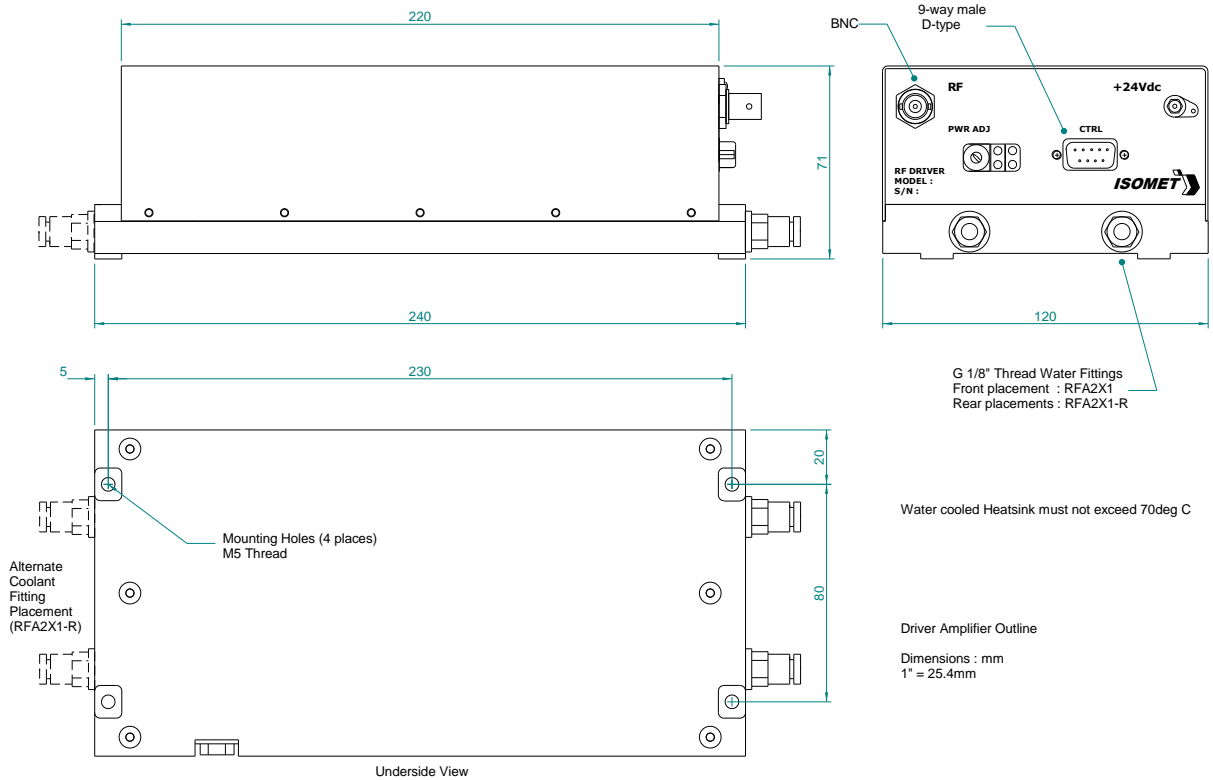 220
71
240
BNC
9-way male
D-type
RF
+24Vdc
PWR ADJ
CTRL
RF DRIVER
MODEL :
S/N :
ISOMET
120
G 1/8" Thread Water Fittings
Front placement : RFA2X1
Rear placements : RFA2X1-R
5
230
20
80
Mounting Holes (4 places)
M5 Thread
Alternate
Coolant
Fitting
Placement
(RFA2X1-R)
Underside View
Water cooled Heatsink must not exceed 70deg C
Driver Amplifier Outline
Dimensions : mm
1" = 25.4mm